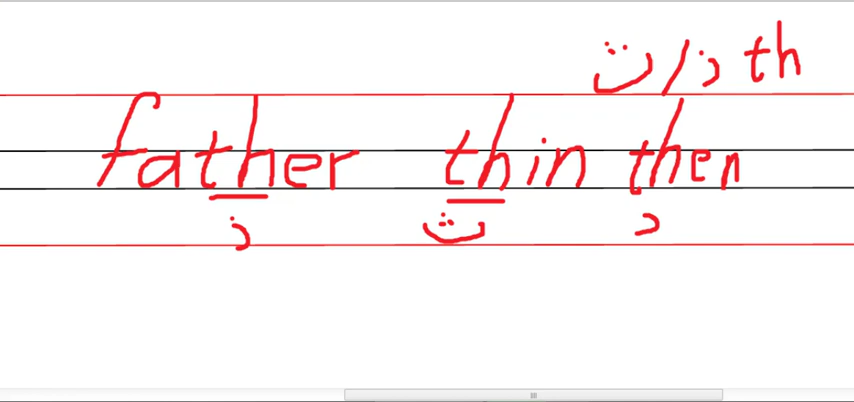 ث / ذ th
father thin then
ذ ث د